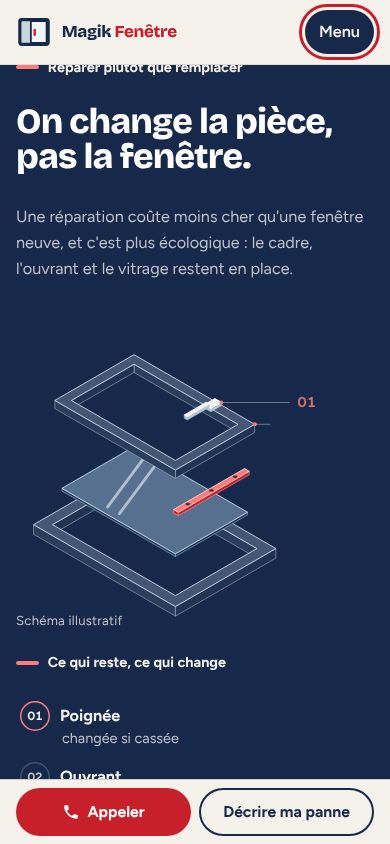 Magik Fenêtre
Menu
Réparer plutôt que remplacer
On change la pièce,
pas la fenêtre.
Une réparation coûte moins cher qu'une fenêtre
neuve, et c'est plus écologique : le cadre,
l'ouvrant et le vitrage restent en place.
01
Schéma illustratif
Ce qui reste, ce qui change
01 Poignée
changée si cassée
02 Ouvrant
Appeler
Décrire ma panne